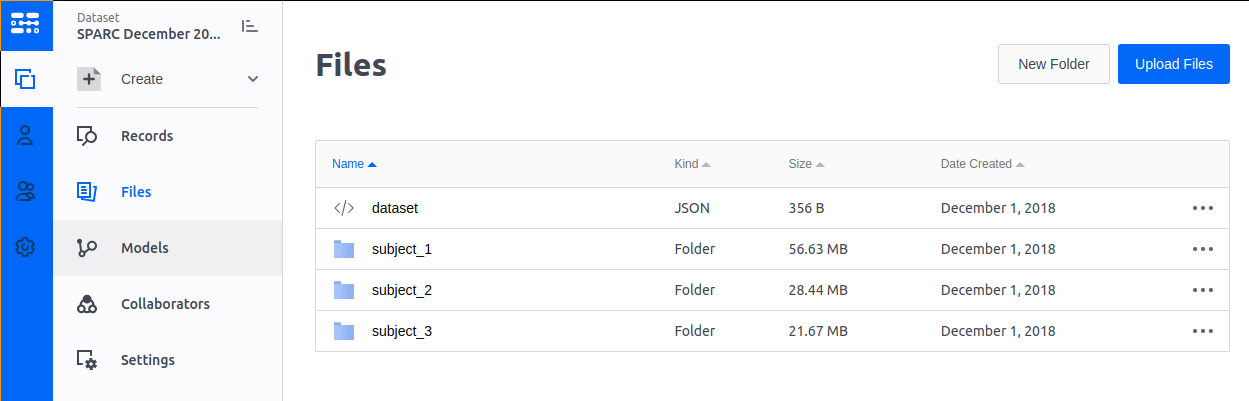 Dataset
SPARC December 20...
Create
Records
Files
Models
Collaborators
Settings
Files
New Folder
Upload Files
Name Kind Size Date Created
dataset JSON 356 B December 1, 2018
subject_1 Folder 56.63 MB December 1, 2018
subject_2 Folder 28.44 MB December 1, 2018
subject_3 Folder 21.67 MB December 1, 2018